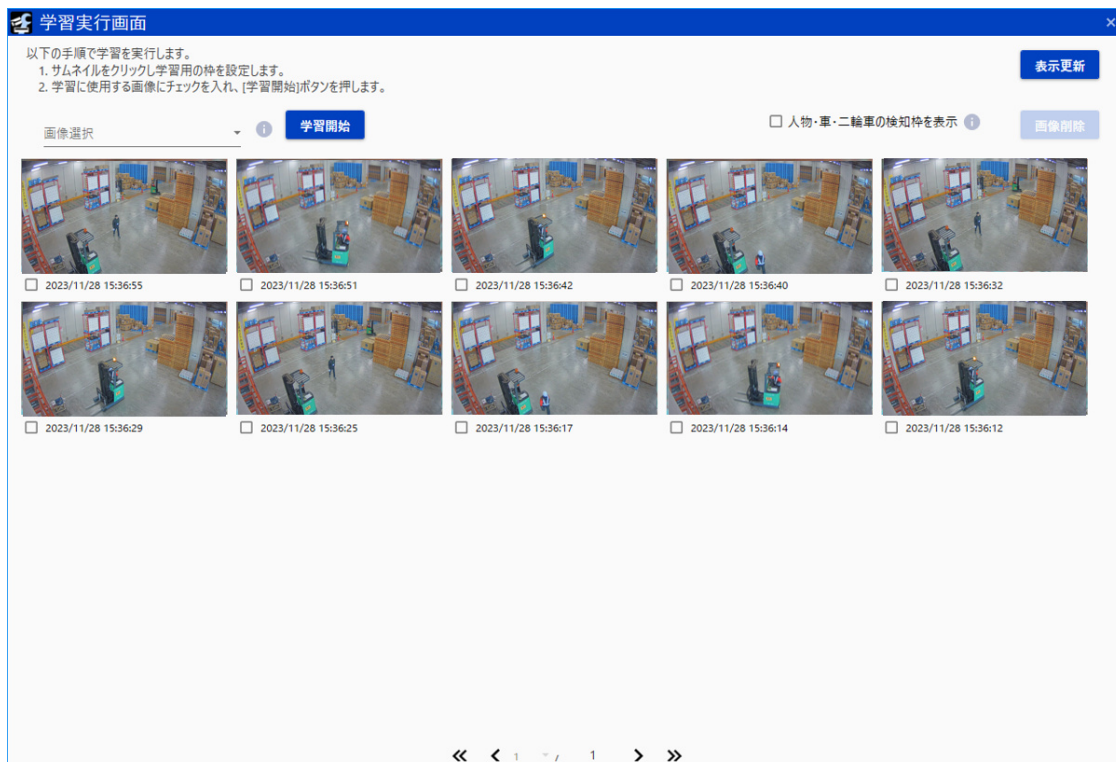 学習実行画面
以下の手順で学習を実行します。
1. サムネイルをクリックし学習用の枠を設定します。
2. 学習に使用する画像にチェックを入れ、[学習開始]ボタンを押します。
表示更新
画像選択
学習開始
人物・車・二輪車の検知枠を表示
画像削除
2023/11/28 15:36:55
2023/11/28 15:36:51
2023/11/28 15:36:42
2023/11/28 15:36:40
2023/11/28 15:36:32
2023/11/28 15:36:29
2023/11/28 15:36:25
2023/11/28 15:36:17
2023/11/28 15:36:14
2023/11/28 15:36:12
1 / 1